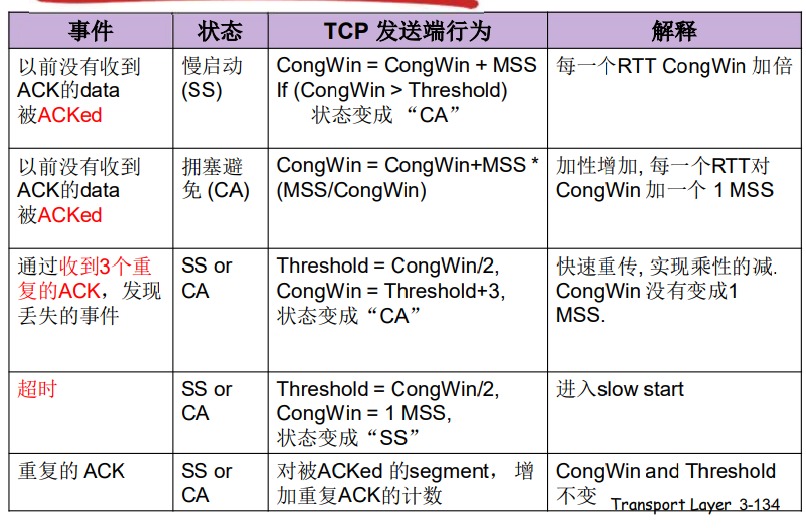 事件 状态 TCP 发送端行为 解释
以前没有收到
ACK的data
被ACKed
慢启动
(SS)
CongWin = CongWin + MSS
If (CongWin > Threshold)
状态变成 “CA”
每一个RTT CongWin 加倍
以前没有收到
ACK的data
被ACKed
拥塞避
免 (CA)
CongWin = CongWin+MSS *
(MSS/CongWin)
加性增加, 每一个RTT对
CongWin 加一个 1 MSS
通过收到3个重
复的ACK，发现
丢失的事件
SS or
CA
Threshold = CongWin/2,
CongWin = Threshold+3,
状态变成“CA”
快速重传, 实现乘性的减.
CongWin 没有变成1
MSS.
超时
SS or
CA
Threshold = CongWin/2,
CongWin = 1 MSS,
状态变成“SS”
进入slow start
重复的 ACK
SS or
CA
对被ACKed 的segment， 增
加重复ACK的计数
CongWin and Threshold
不变
Transport Layer 3-134